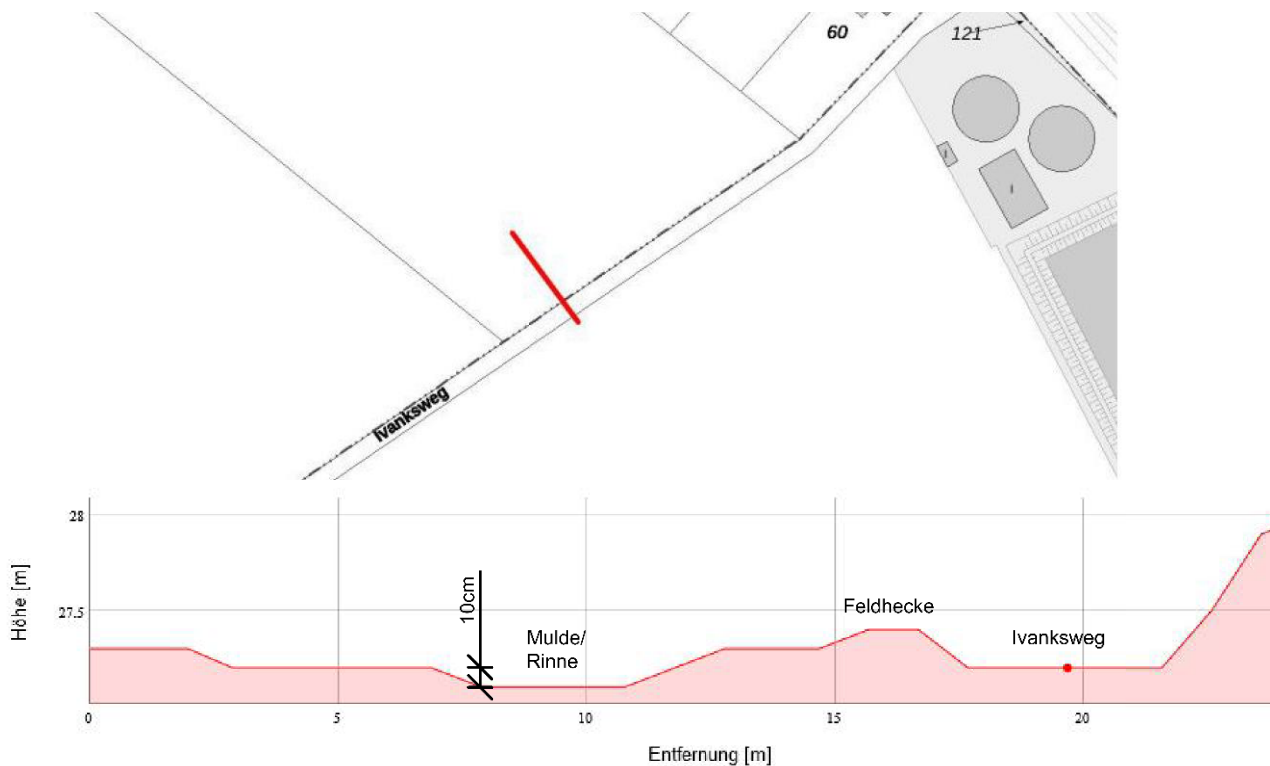 60
121
I
I
Ivanksweg
28
27.5
Höhe [m]
10cm
Mulde/
Rinne
Feldhecke
Ivanksweg
0
5
10
15
20
Entfernung [m]